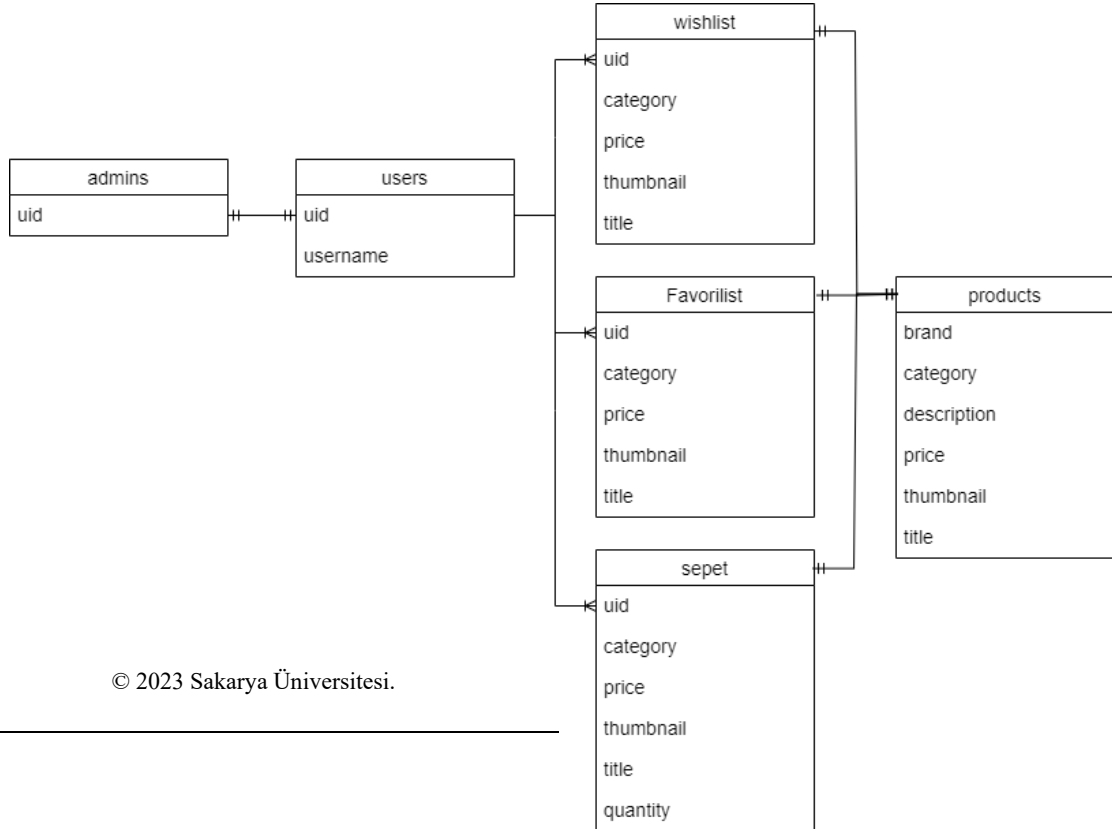 admins
uid
users
uid
username
wishlist
uid
category
price
thumbnail
title
Favorilist
uid
category
price
thumbnail
title
sepet
uid
category
price
thumbnail
title
quantity
products
brand
category
description
price
thumbnail
title
© 2023 Sakarya Üniversitesi.